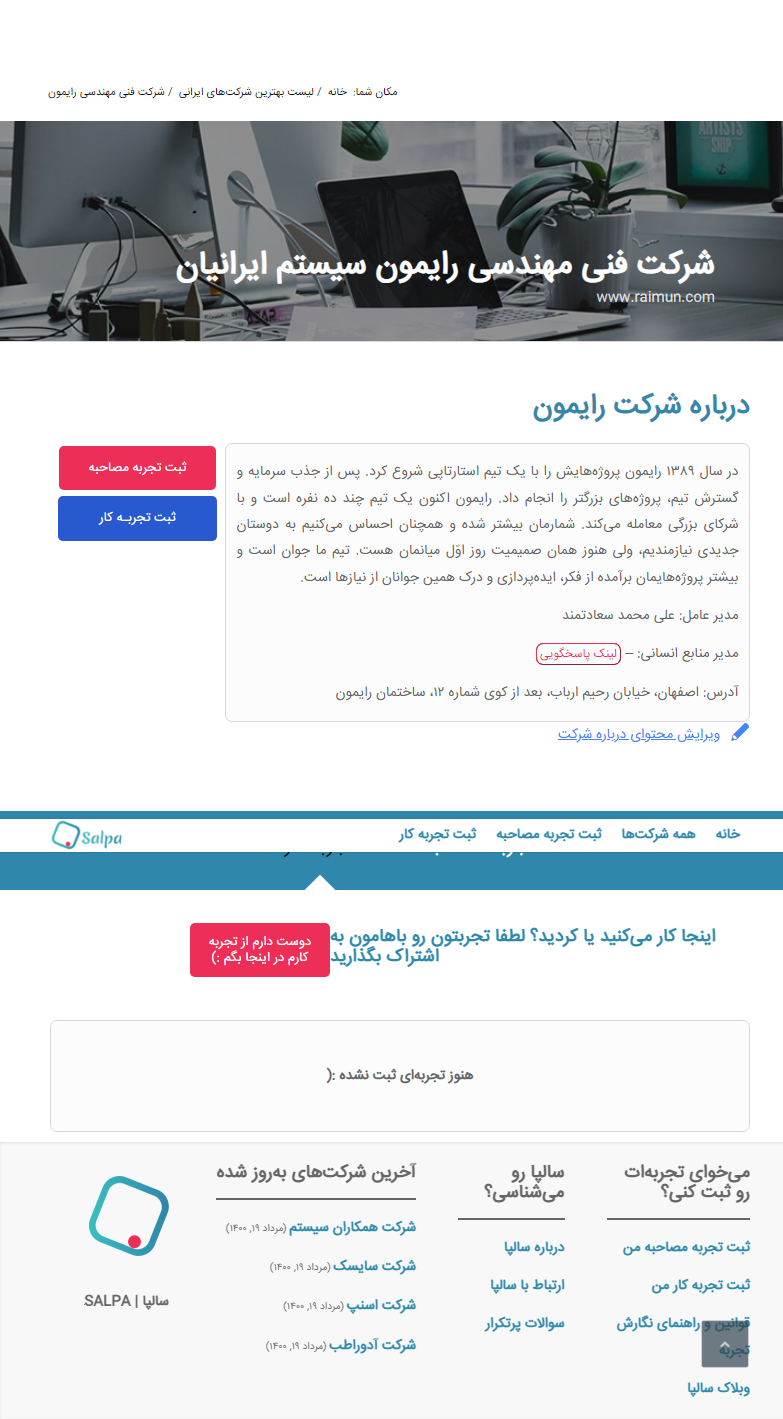 مکان شما: خانه / لیست بهترین شرکت‌های ایرانی / شرکت فنی مهندسی رایمون
ARTISTS
SHIP
شرکت فنی مهندسی رایمون سیستم ایرانیان
www.raimun.com
درباره شرکت رایمون
ثبت تجربه مصاحبه
ثبت تجربـه کار
در سال ۱۳۸۹ رایمون پروژه‌هایش را با یک تیم استارتاپی شروع کرد. پس از جذب سرمایه و
گسترش تیم، پروژه‌های بزرگتر را انجام داد. رایمون اکنون یک تیم چند ده نفره است و با
شرکای بزرگی معامله می‌کند. شمارمان بیشتر شده و همچنان احساس می‌کنیم به دوستان
جدیدی نیازمندیم، ولی هنوز همان صمیمیت روز اوّل میانمان هست. تیم ما جوان است و
بیشتر پروژه‌هایمان برآمده از فکر، ایده‌پردازی و درک همین جوانان از نیازها است.
مدیر عامل: علی محمد سعادتمند
مدیر منابع انسانی: – لینک پاسخگویی
آدرس: اصفهان، خیابان رحیم ارباب، بعد از کوی شماره ۱۲، ساختمان رایمون
ویرایش محتوای درباره شرکت
خانه همه شرکت‌ها ثبت تجربه مصاحبه ثبت تجربه کار Salpa
اینجا کار می‌کنید یا کردید؟ لطفا تجربتون رو باهامون به
اشتراک بگذارید
دوست دارم از تجربه
کارم در اینجا بگم :)
هنوز تجربه‌ای ثبت نشده :(
می‌خوای تجربه‌ات
رو ثبت کنی؟
ثبت تجربه مصاحبه من
ثبت تجربه کار من
قوانین و راهنمای نگارش
تجربه
وبلاگ سالپا
سالپا رو
می‌شناسی؟
درباره سالپا
ارتباط با سالپا
سوالات پرتکرار
آخرین شرکت‌های به‌روز شده
شرکت همکاران سیستم (مرداد ۱۹, ۱۴۰۰)
شرکت سایسک (مرداد ۱۹, ۱۴۰۰)
شرکت اسنپ (مرداد ۱۹, ۱۴۰۰)
شرکت آدوراطب (مرداد ۱۹, ۱۴۰۰)
سالپا | SALPA